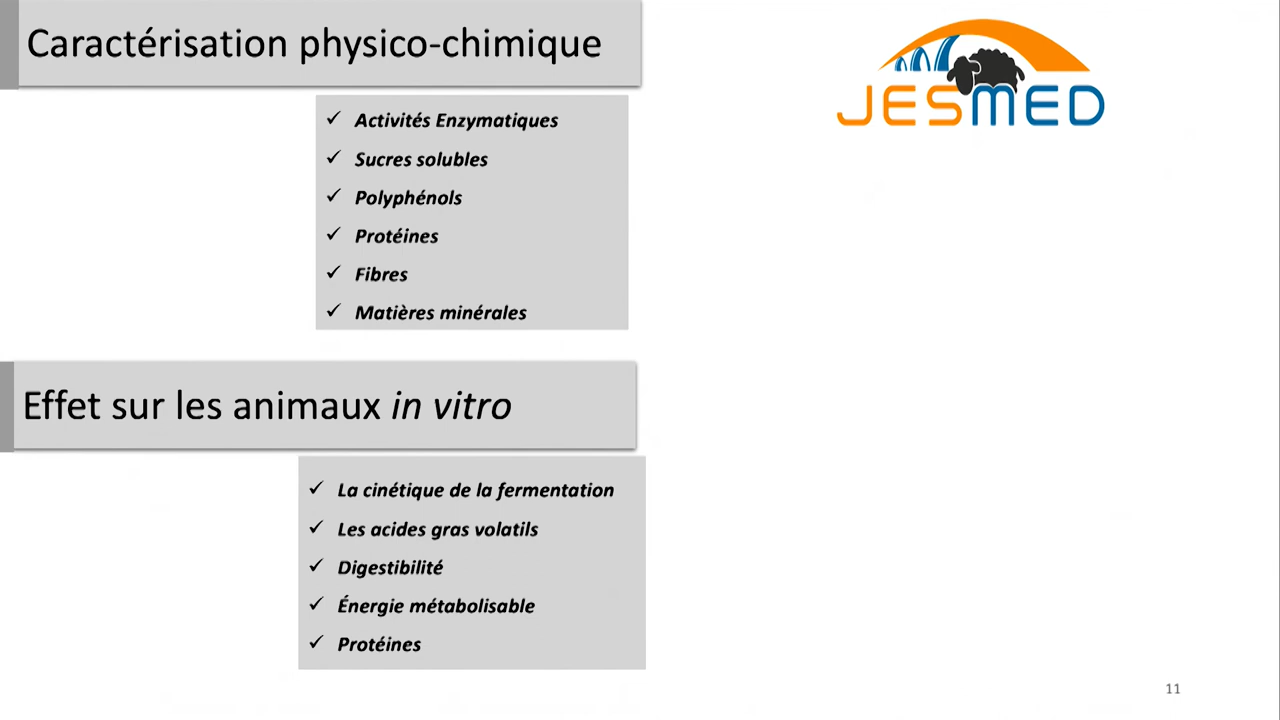 Caractérisation physico-chimique
JESMED
✓ Activités Enzymatiques
✓ Sucres solubles
✓ Polyphénols
✓ Protéines
✓ Fibres
✓ Matières minérales
Effet sur les animaux in vitro
✓ La cinétique de la fermentation
✓ Les acides gras volatils
✓ Digestibilité
✓ Énergie métabolisable
✓ Protéines
11